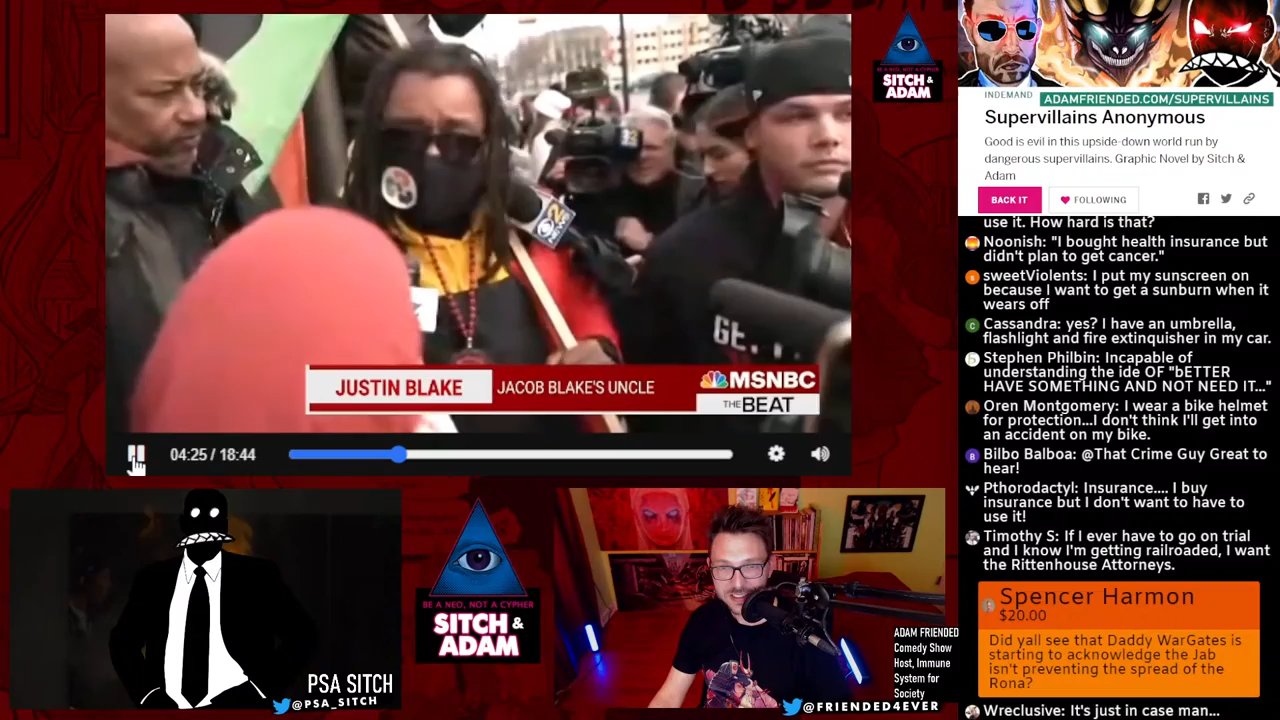 BE A NEO, NOT A CYPHER
SITCH &
ADAM
INDEMAND
ADAMFRIENDED.COM/SUPERVILLAINS
Supervillains Anonymous
Good is evil in this upside-down world run by
dangerous supervillains. Graphic Novel by Sitch &
Adam
BACK IT
FOLLOWING
2
CBS
NEWS
GE
JUSTIN BLAKE
JACOB BLAKE'S UNCLE
MSNBC
THE BEAT
04:25 / 18:44
use it. How hard is that?
Noonish: "I bought health insurance but
didn't plan to get cancer."
sweetViolents: I put my sunscreen on
because I want to get a sunburn when it
wears off
Cassandra: yes? I have an umbrella,
flashlight and fire extinquisher in my car.
Stephen Philbin: Incapable of
understanding the ide OF "bETTER
HAVE SOMETHING AND NOT NEED IT..."
Oren Montgomery: I wear a bike helmet
for protection...I don't think I'll get into
an accident on my bike.
Bilbo Balboa: @That Crime Guy Great to
hear!
Pthorodactyl: Insurance.... I buy
insurance but I don't want to have to
use it!
Timothy S: If I ever have to go on trial
and I know I'm getting railroaded, I want
the Rittenhouse Attorneys.
Spencer Harmon
$20.00
Did yall see that Daddy WarGates is
starting to acknowledge the Jab
isn't preventing the spread of the
Rona?
Wreclusive: It's just in case man...
PSA SITCH
@PSA_SITCH
BE A NEO, NOT A CYPHER
SITCH &
ADAM
ADAM FRIENDED
Comedy Show
Host, Immune
System for
Society
@FRIENDED4EVER